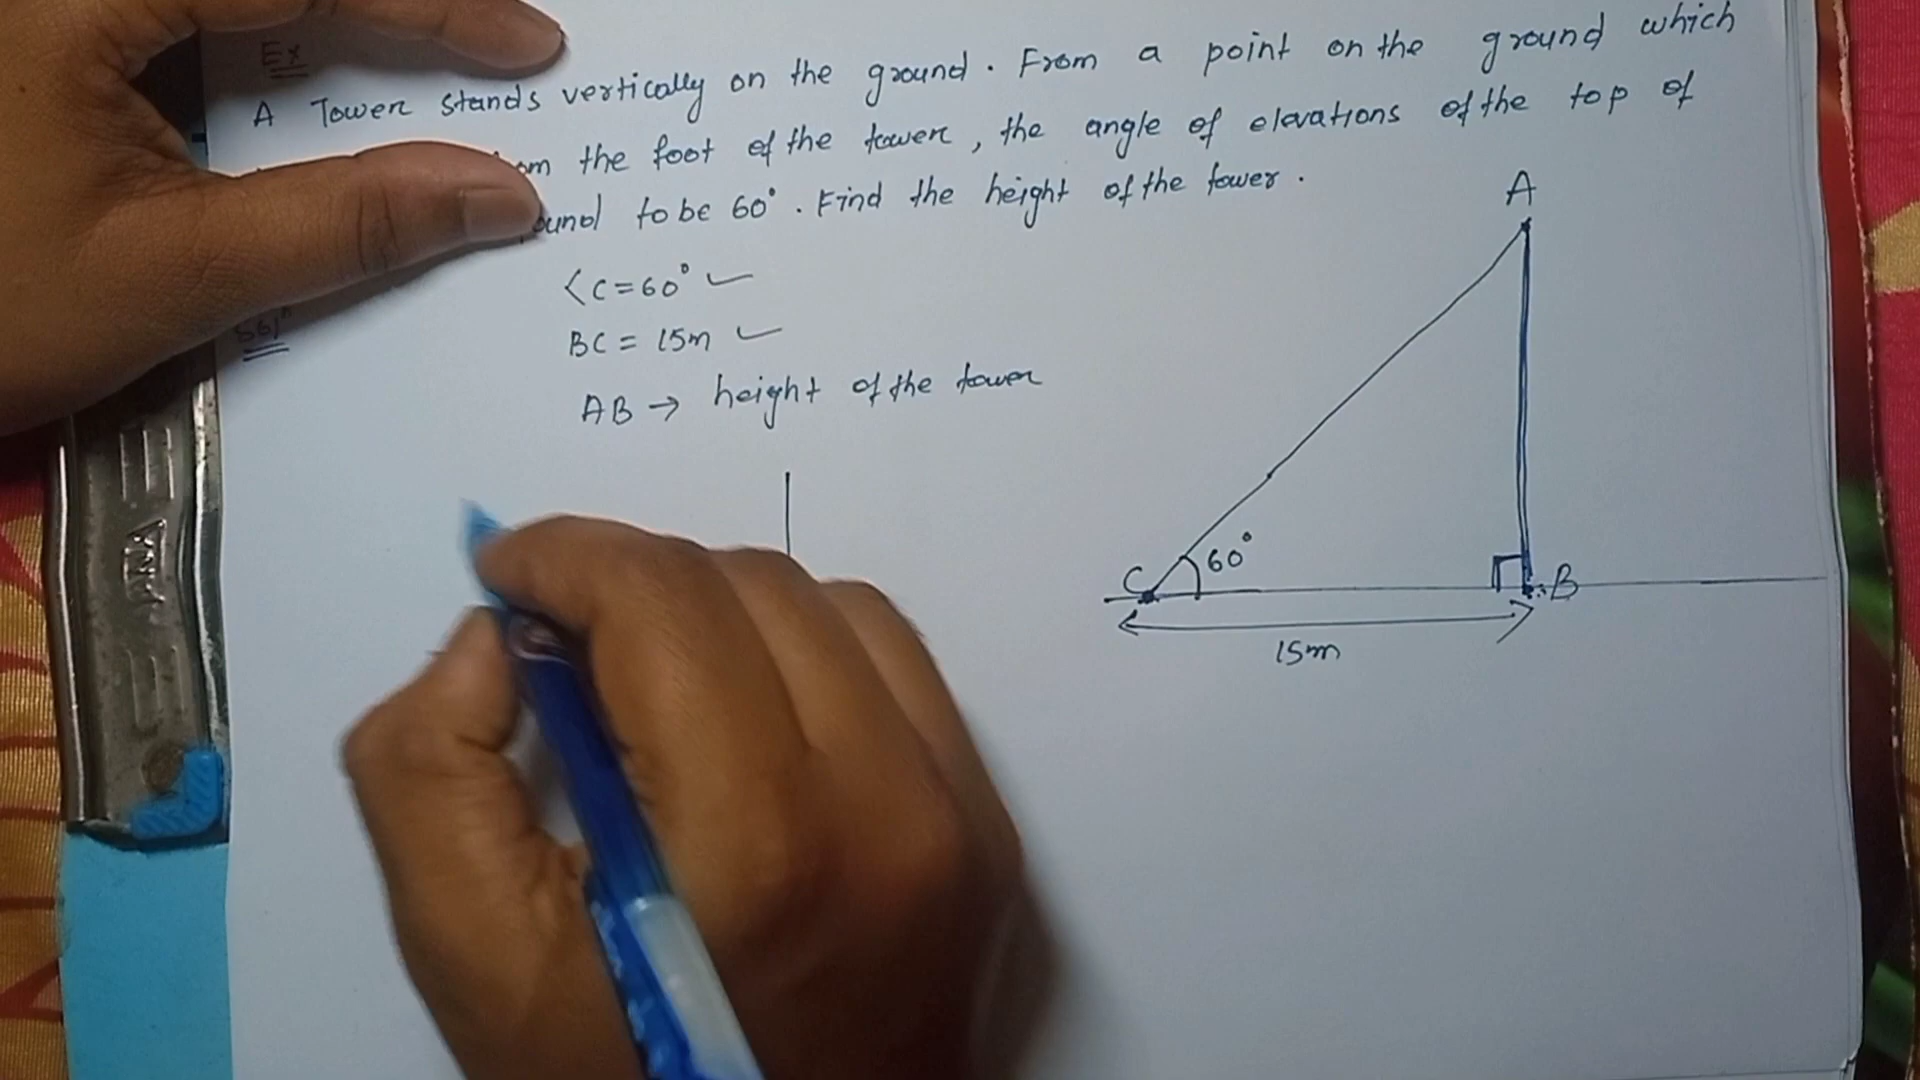 Ex
A Tower stands vertically on the ground. From a point on the ground which
the foot of the tower, the angle of elevations of the top of
to be 60°. Find the height of the tower.
A
<C=60°
Sol^n
BC = 15m
AB → height of the tower
C
60°
B
15m